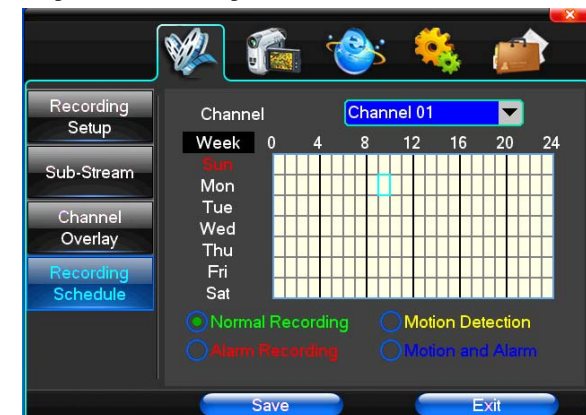 Recording
Setup
Sub-Stream
Channel
Overlay
Recording
Schedule
Channel Channel 01
Week 0 4 8 12 16 20 24
Sun
Mon
Tue
Wed
Thu
Fri
Sat
Normal Recording Motion Detection
Alarm Recording Motion and Alarm
Save Exit